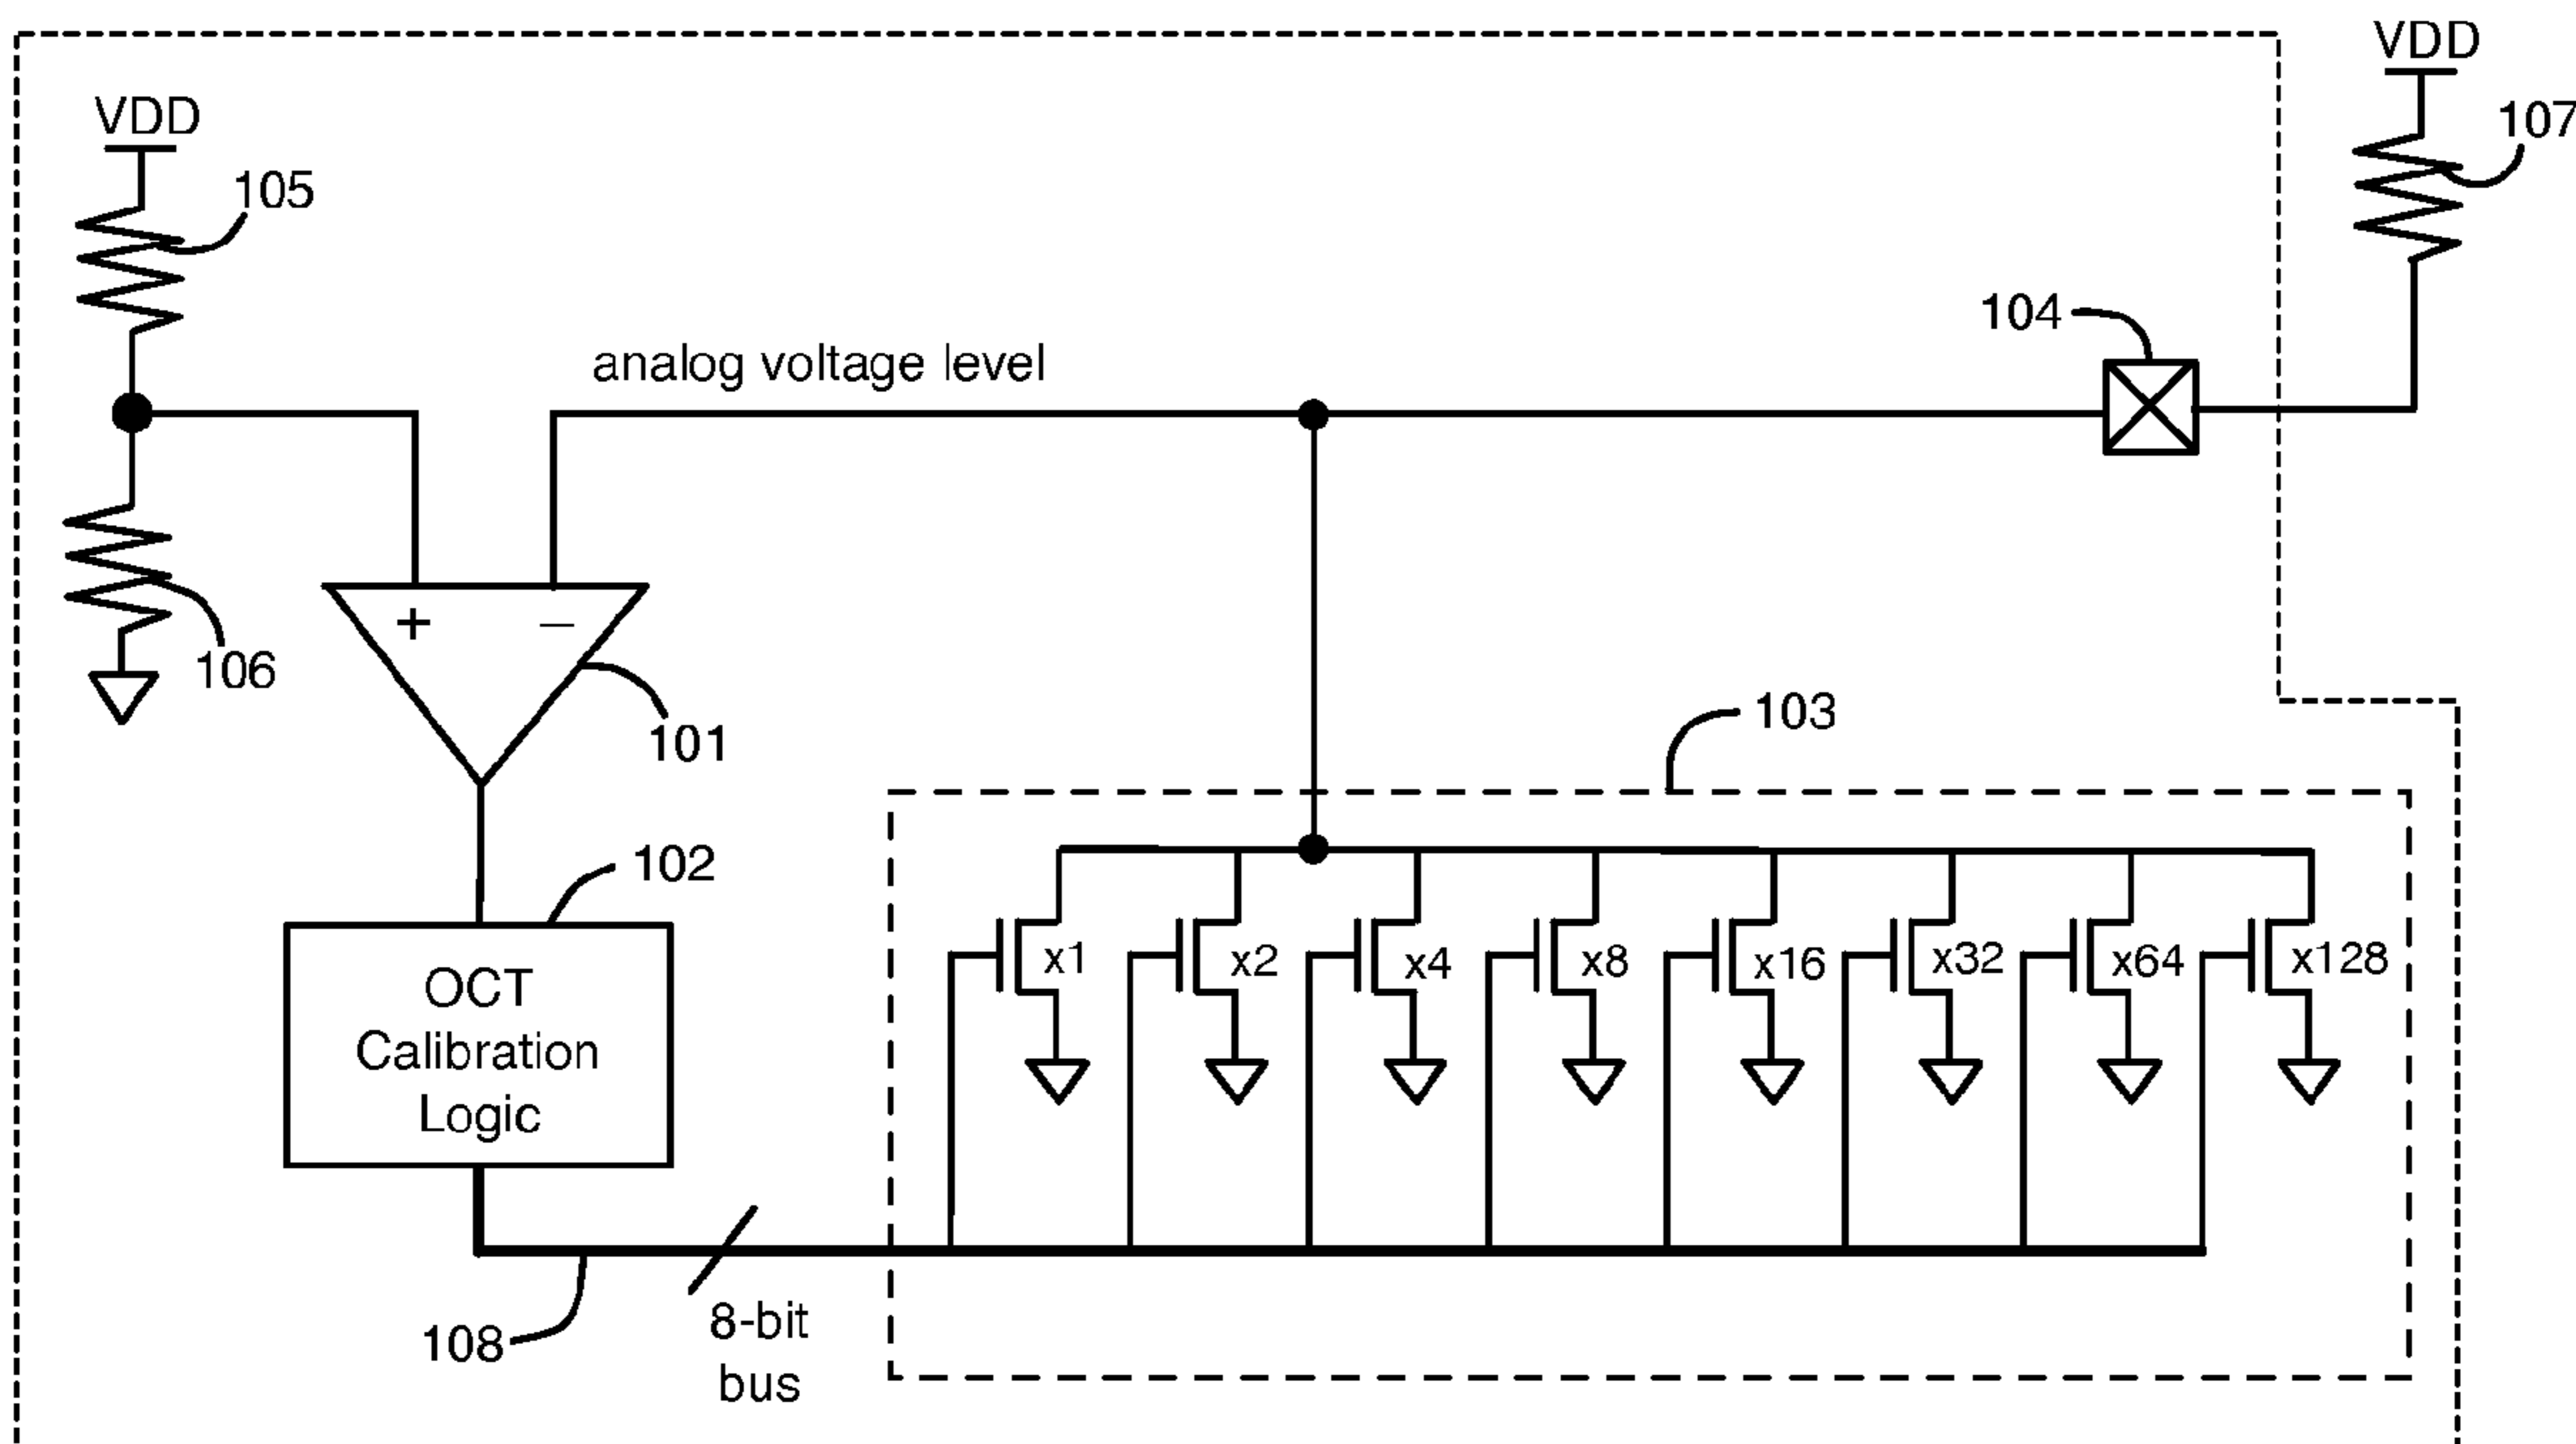 VDD
VDD
107
105
104
analog voltage level
+
–
106
101
103
102
x1
x2
x4
x8
x16
x32
x64
x128
OCT
Calibration
Logic
108
8-bit
bus